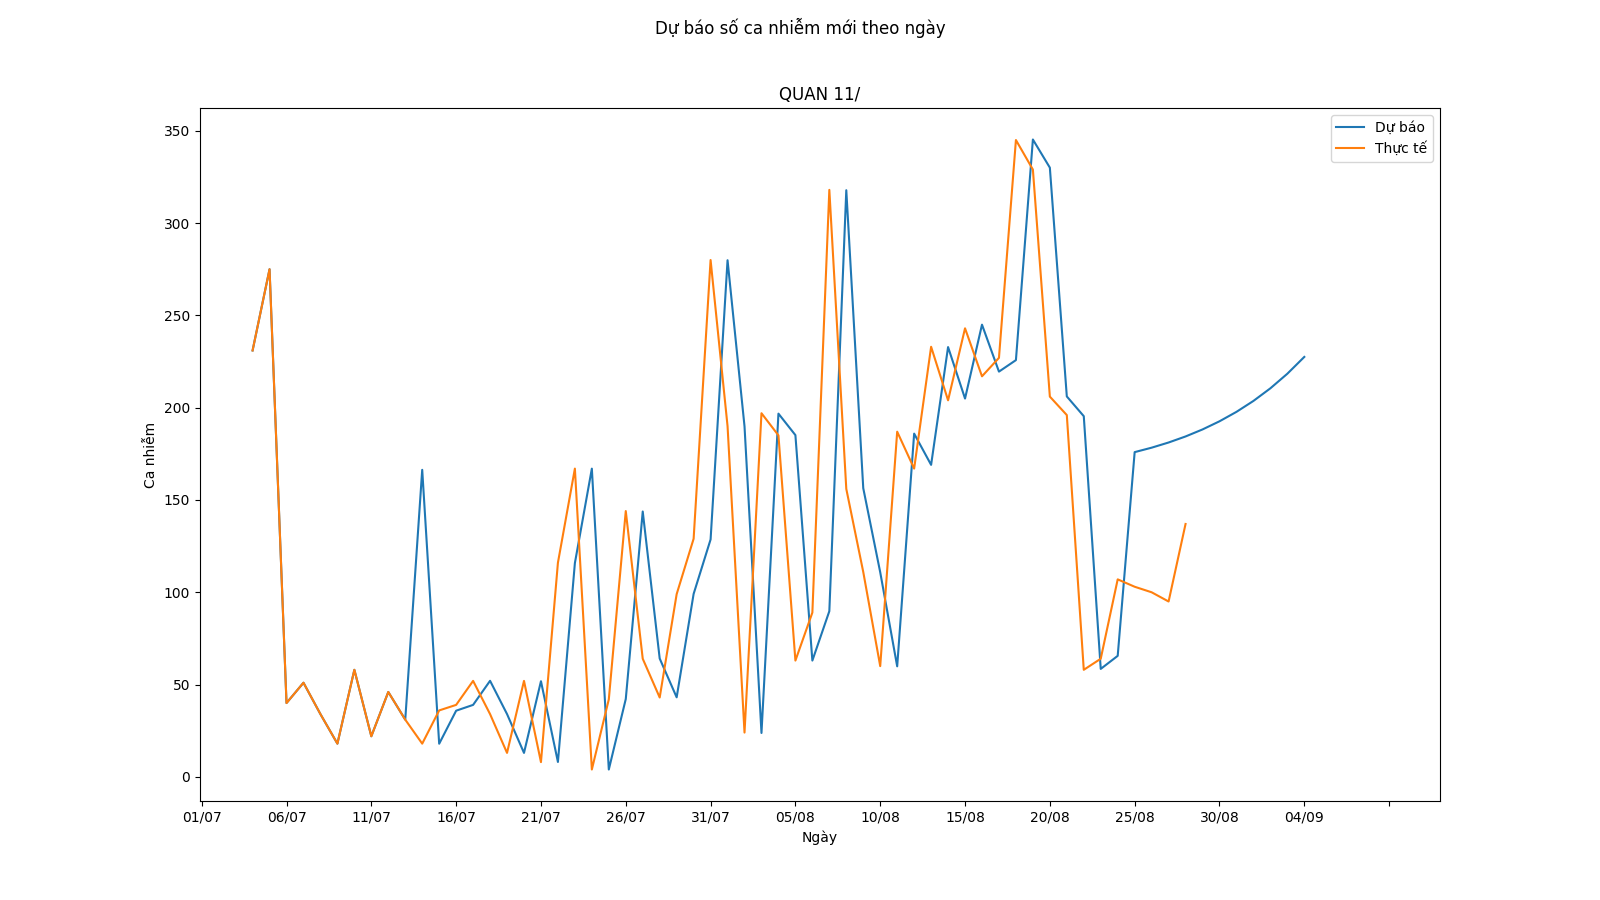 Dự báo số ca nhiễm mới theo ngày
QUAN 11/
Dự báo
Thực tế
Ca nhiễm
350
300
250
200
150
100
50
0
01/07 06/07 11/07 16/07 21/07 26/07 31/07 05/08 10/08 15/08 20/08 25/08 30/08 04/09
Ngày